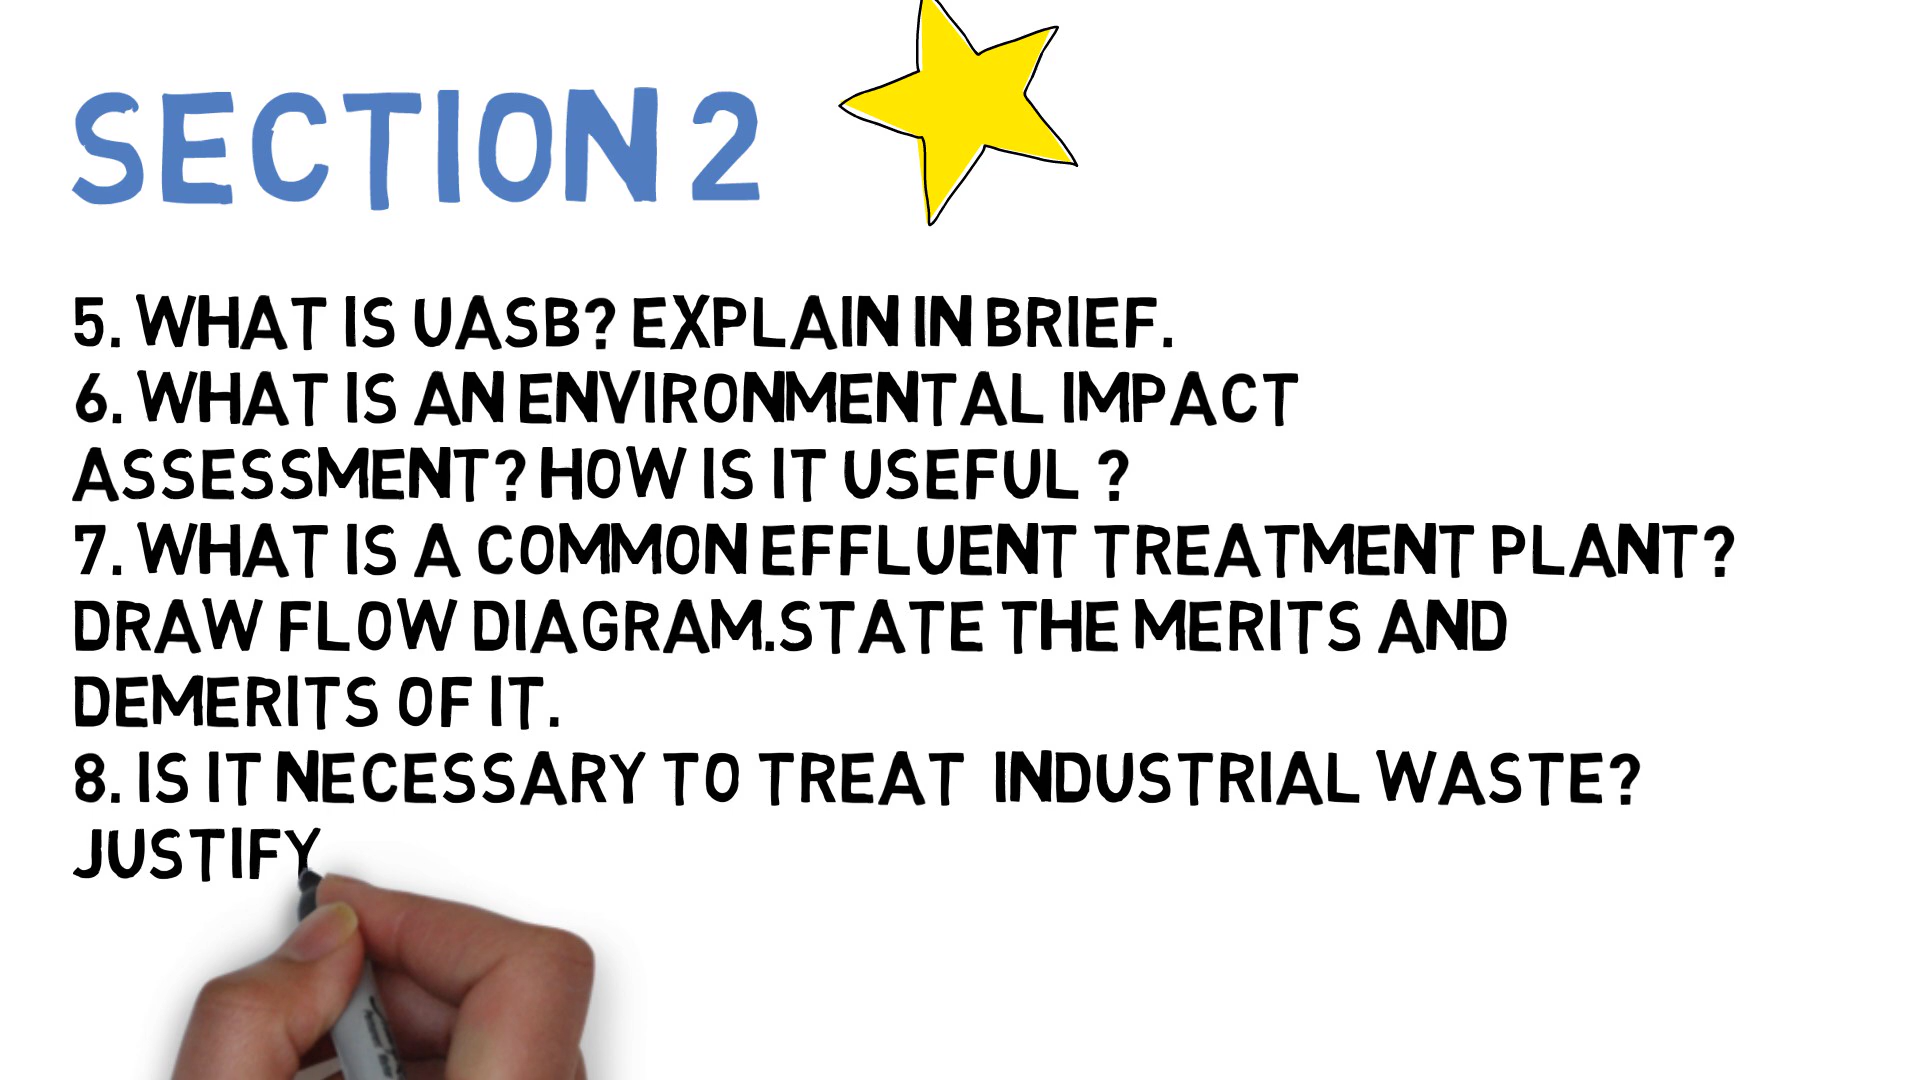 SECTION 2
5. WHAT IS UASB? EXPLAIN IN BRIEF.
6. WHAT IS AN ENVIRONMENTAL IMPACT
ASSESSMENT? HOW IS IT USEFUL ?
7. WHAT IS A COMMON EFFLUENT TREATMENT PLANT?
DRAW FLOW DIAGRAM.STATE THE MERITS AND
DEMERITS OF IT.
8. IS IT NECESSARY TO TREAT  INDUSTRIAL WASTE?
JUSTIFY